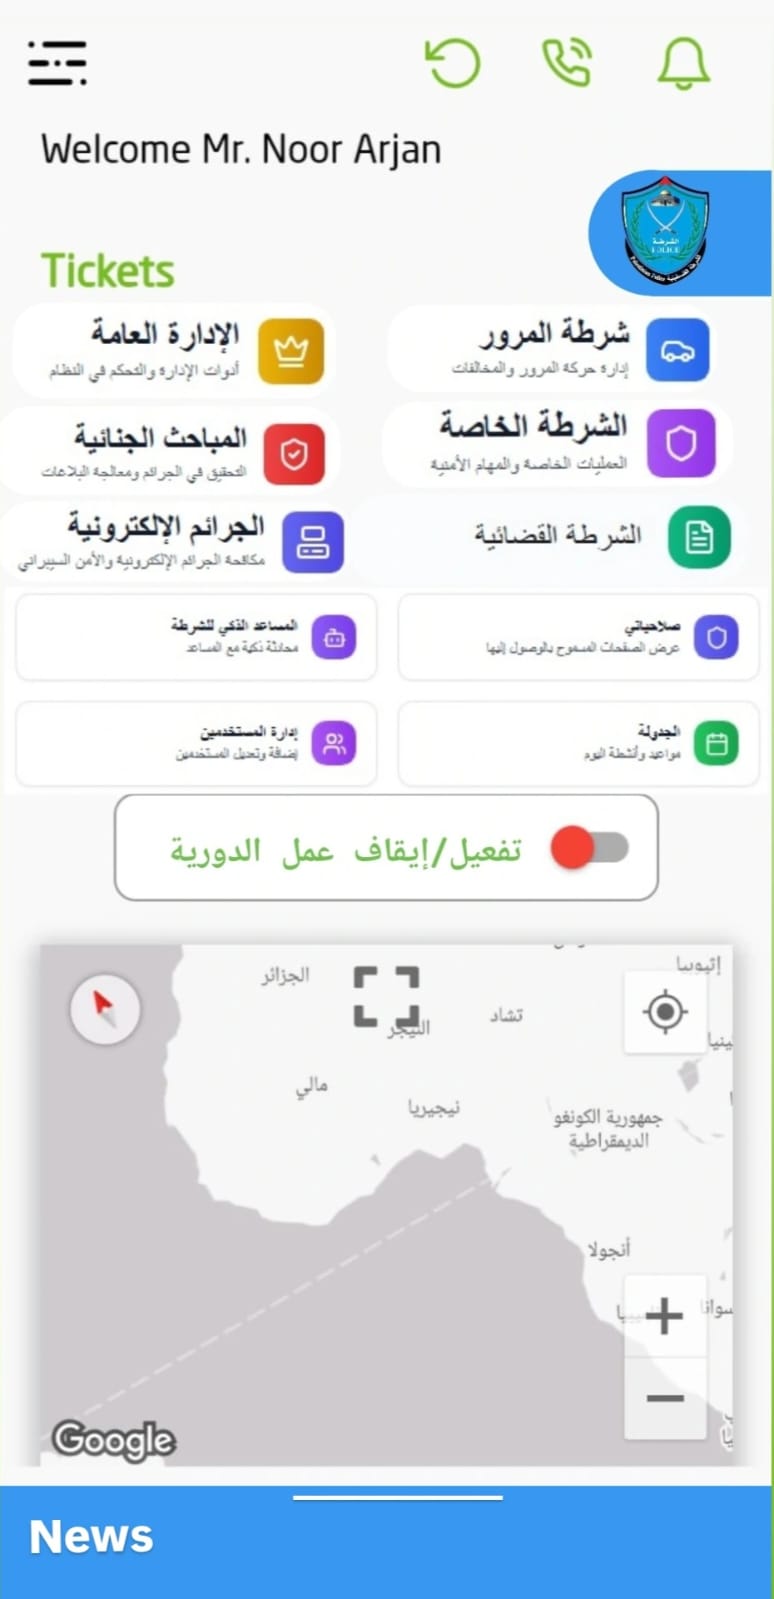 Welcome Mr. Noor Arjan
الشرطة
POLICE
Tickets
شرطة المرور
إدارة حركة المرور والمخالفات
الإدارة العامة
أدوات الإدارة والتحكم في النظام
الشرطة الخاصة
العمليات الخاصة والمهام الأمنية
المباحث الجنائية
التحقيق في الجرائم ومعالجة البلاغات
الشرطة القضائية
الجرائم الإلكترونية
مكافحة الجرائم الإلكترونية والأمن السيبراني
صلاحياتي
عرض الصفحات المسموح بالوصول إليها
المساعد الذكي للشرطة
محادثة ذكية مع المساعد
الجدولة
مواعيد وأنشطة اليوم
إدارة المستخدمين
إضافة وتعديل المستخدمين
تفعيل/إيقاف عمل الدورية
إثيوبيا
الجزائر
تشاد
النيجر
مالي
نيجيريا
جمهورية الكونغو
الديمقراطية
أنجولا
Google
News